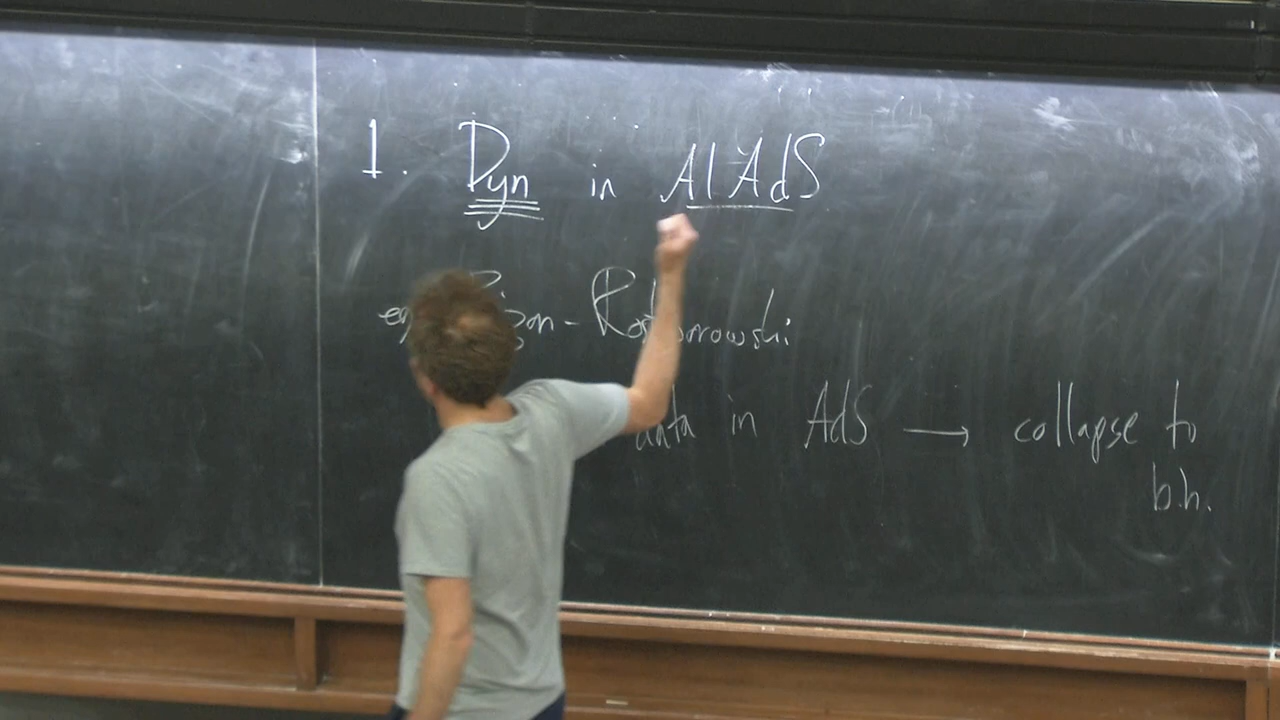 1. Dyn in AlAdS
eg Bizon - Rostworowski
data in AdS → collapse to
b.h.